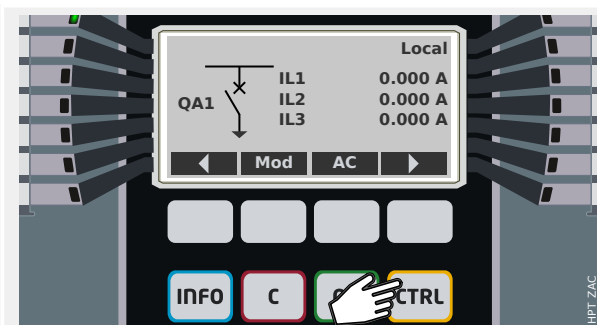 Local
IL1 0.000 A
QA1 IL2 0.000 A
IL3 0.000 A
Mod AC
INFO C CTRL
HPT ZAC